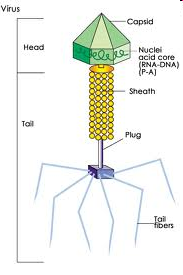 Virus
Capsid
Head
Nuclei
acid core
(RNA-DNA)
(P-A)
Sheath
Tail
Plug
Tail
fibers